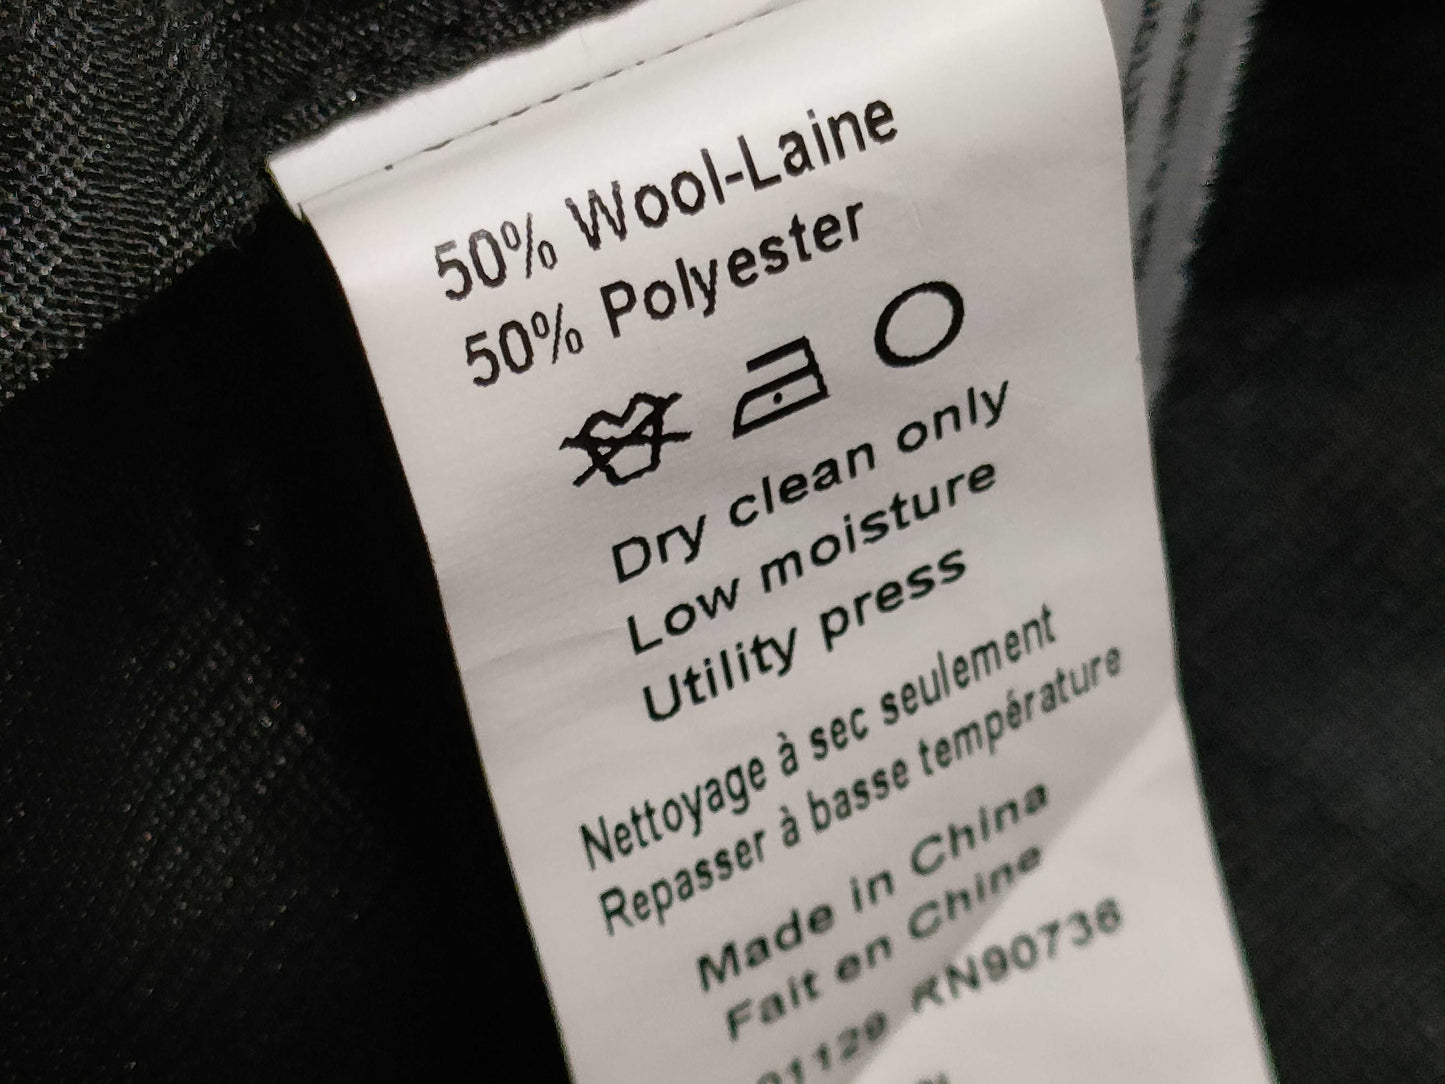 50% Wool-Laine
50% Polyester
Dry clean only
Low moisture
Utility press
Nettoyage à sec seulement
Repasser à basse température
Made in China
Fait en Chine
RN90736